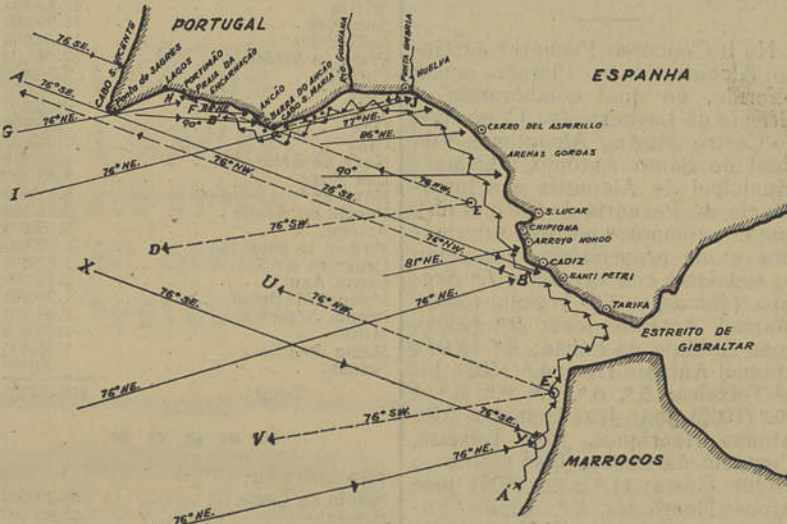 PORTUGAL
ESPANHA
MARROCOS
ESTREITO DE
GIBRALTAR
CABO S. VICENTE
Ponta de SAGRES
LAGOS
PORTIMÃO
PRAIA DA
ENCARNAÇÃO
ANCÃO
BARRA DO ANCÃO
CABO S. MARIA
RIO GUADIANA
PUNTA UMBRIA
HUELVA
CARRO DEL ASPERILLO
ARENAS GORDAS
S. LUCAR
CHIPIONA
ARROYO HONDO
CADIZ
SANTI PETRI
TARIFA
76° SE.
A
76° SE.
G
76° NE.
H
F
90°
B'
J
77° NE.
86° NE.
I
76° NE.
76° NW.
76° SE.
90°
76° NW.
E
D
76° SW
76° NW.
B
81° NE.
X
76° SE.
U
76° NW.
76° NE.
76° NE.
E'
V
76° SW.
76° SE.
Y
76° NE.
76° NE.
A'